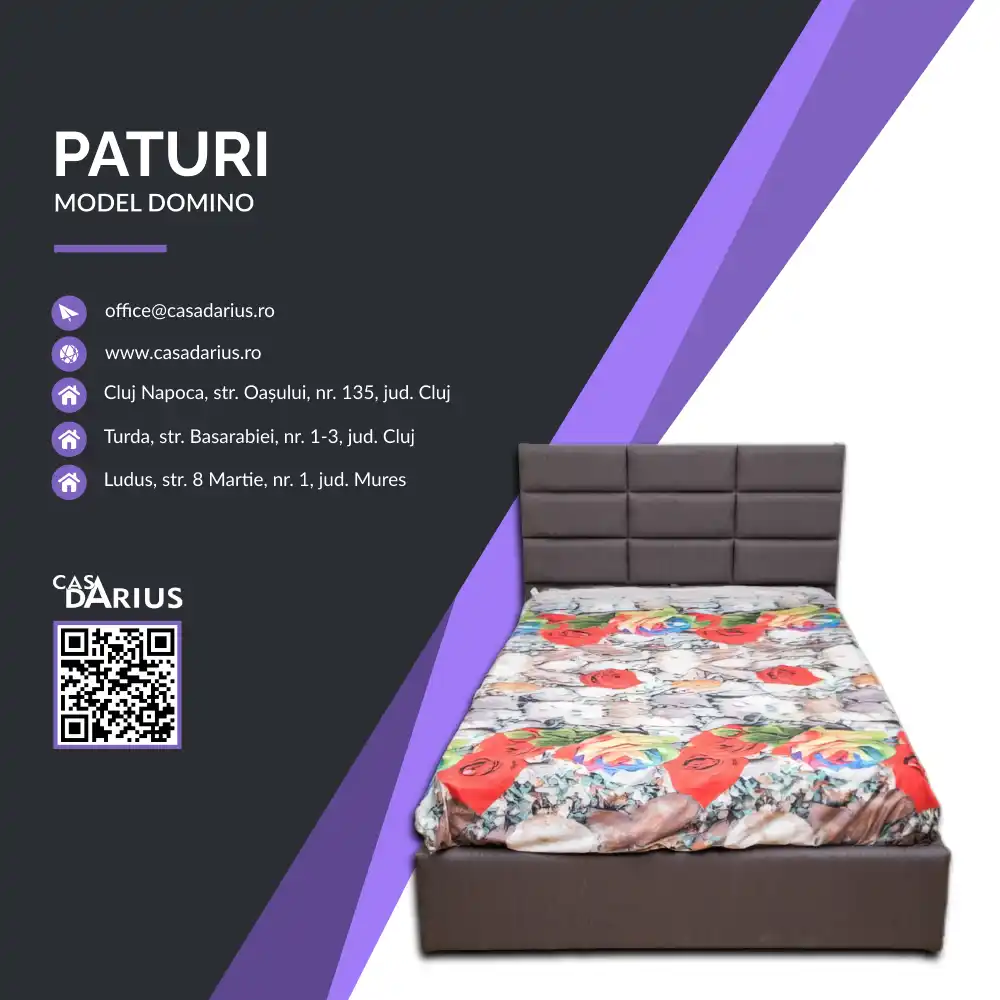 PATURI
MODEL DOMINO
office@casadarius.ro
www.casadarius.ro
Cluj Napoca, str. Oașului, nr. 135, jud. Cluj
Turda, str. Basarabiei, nr. 1-3, jud. Cluj
Ludus, str. 8 Martie, nr. 1, jud. Mures
CASA
DARIUS